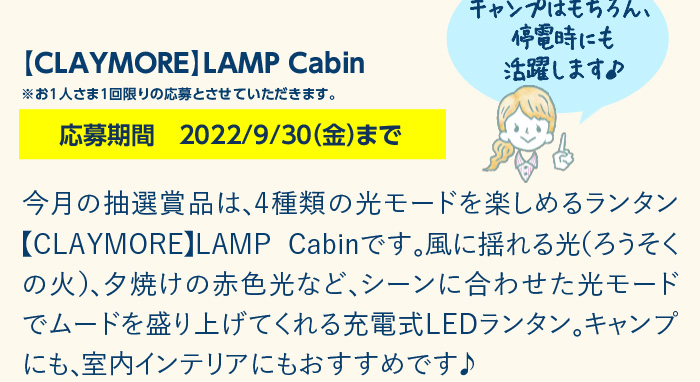 キャンプはもちろん、
停電時にも
活躍します♪
【CLAYMORE】LAMP Cabin
※お1人さま1回限りの応募とさせていただきます。
応募期間　2022/9/30(金)まで
今月の抽選賞品は、4種類の光モードを楽しめるランタン
【CLAYMORE】LAMP Cabinです。風に揺れる光(ろうそく
の火)、夕焼けの赤色光など、シーンに合わせた光モード
でムードを盛り上げてくれる充電式LEDランタン。キャンプ
にも、室内インテリアにもおすすめです♪